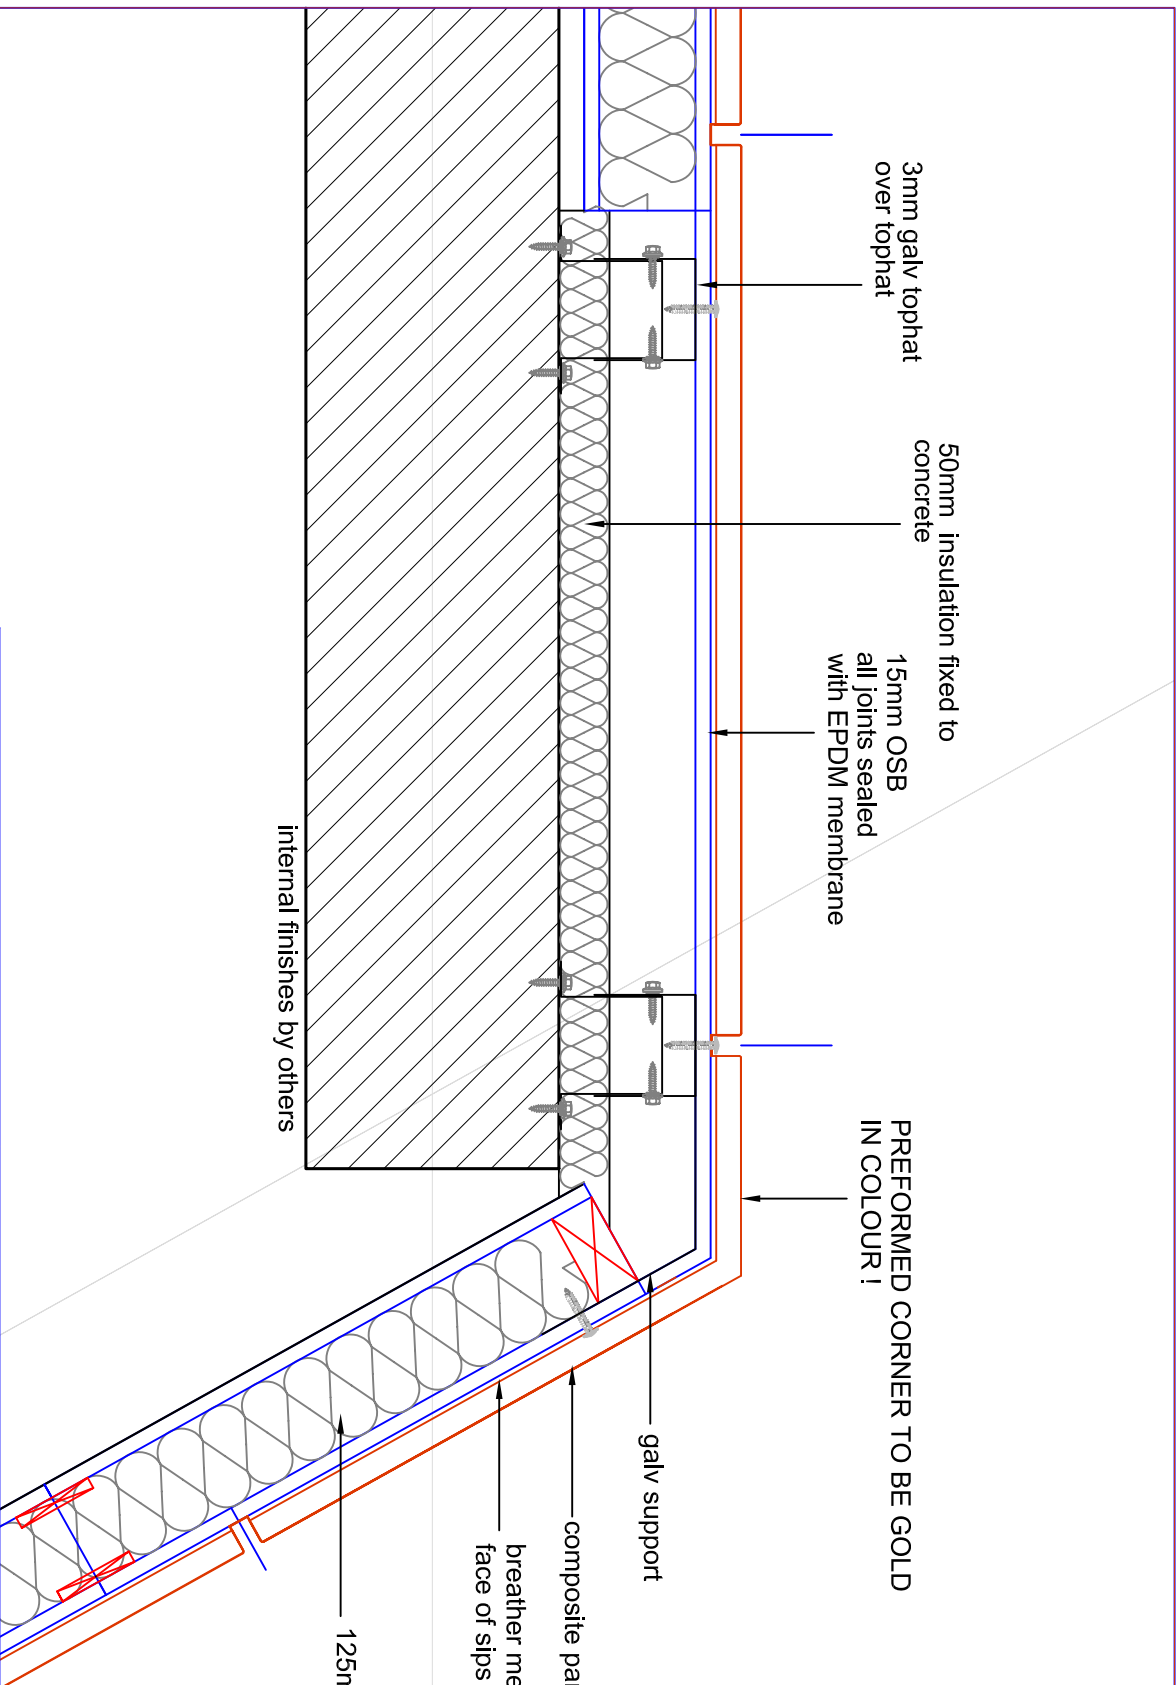 3mm galv tophat
over tophat
50mm insulation fixed to
concrete
15mm OSB
all joints sealed
with EPDM membrane
PREFORMED CORNER TO BE GOLD
IN COLOUR !
internal finishes by others
galv support
composite
breather
face of sips